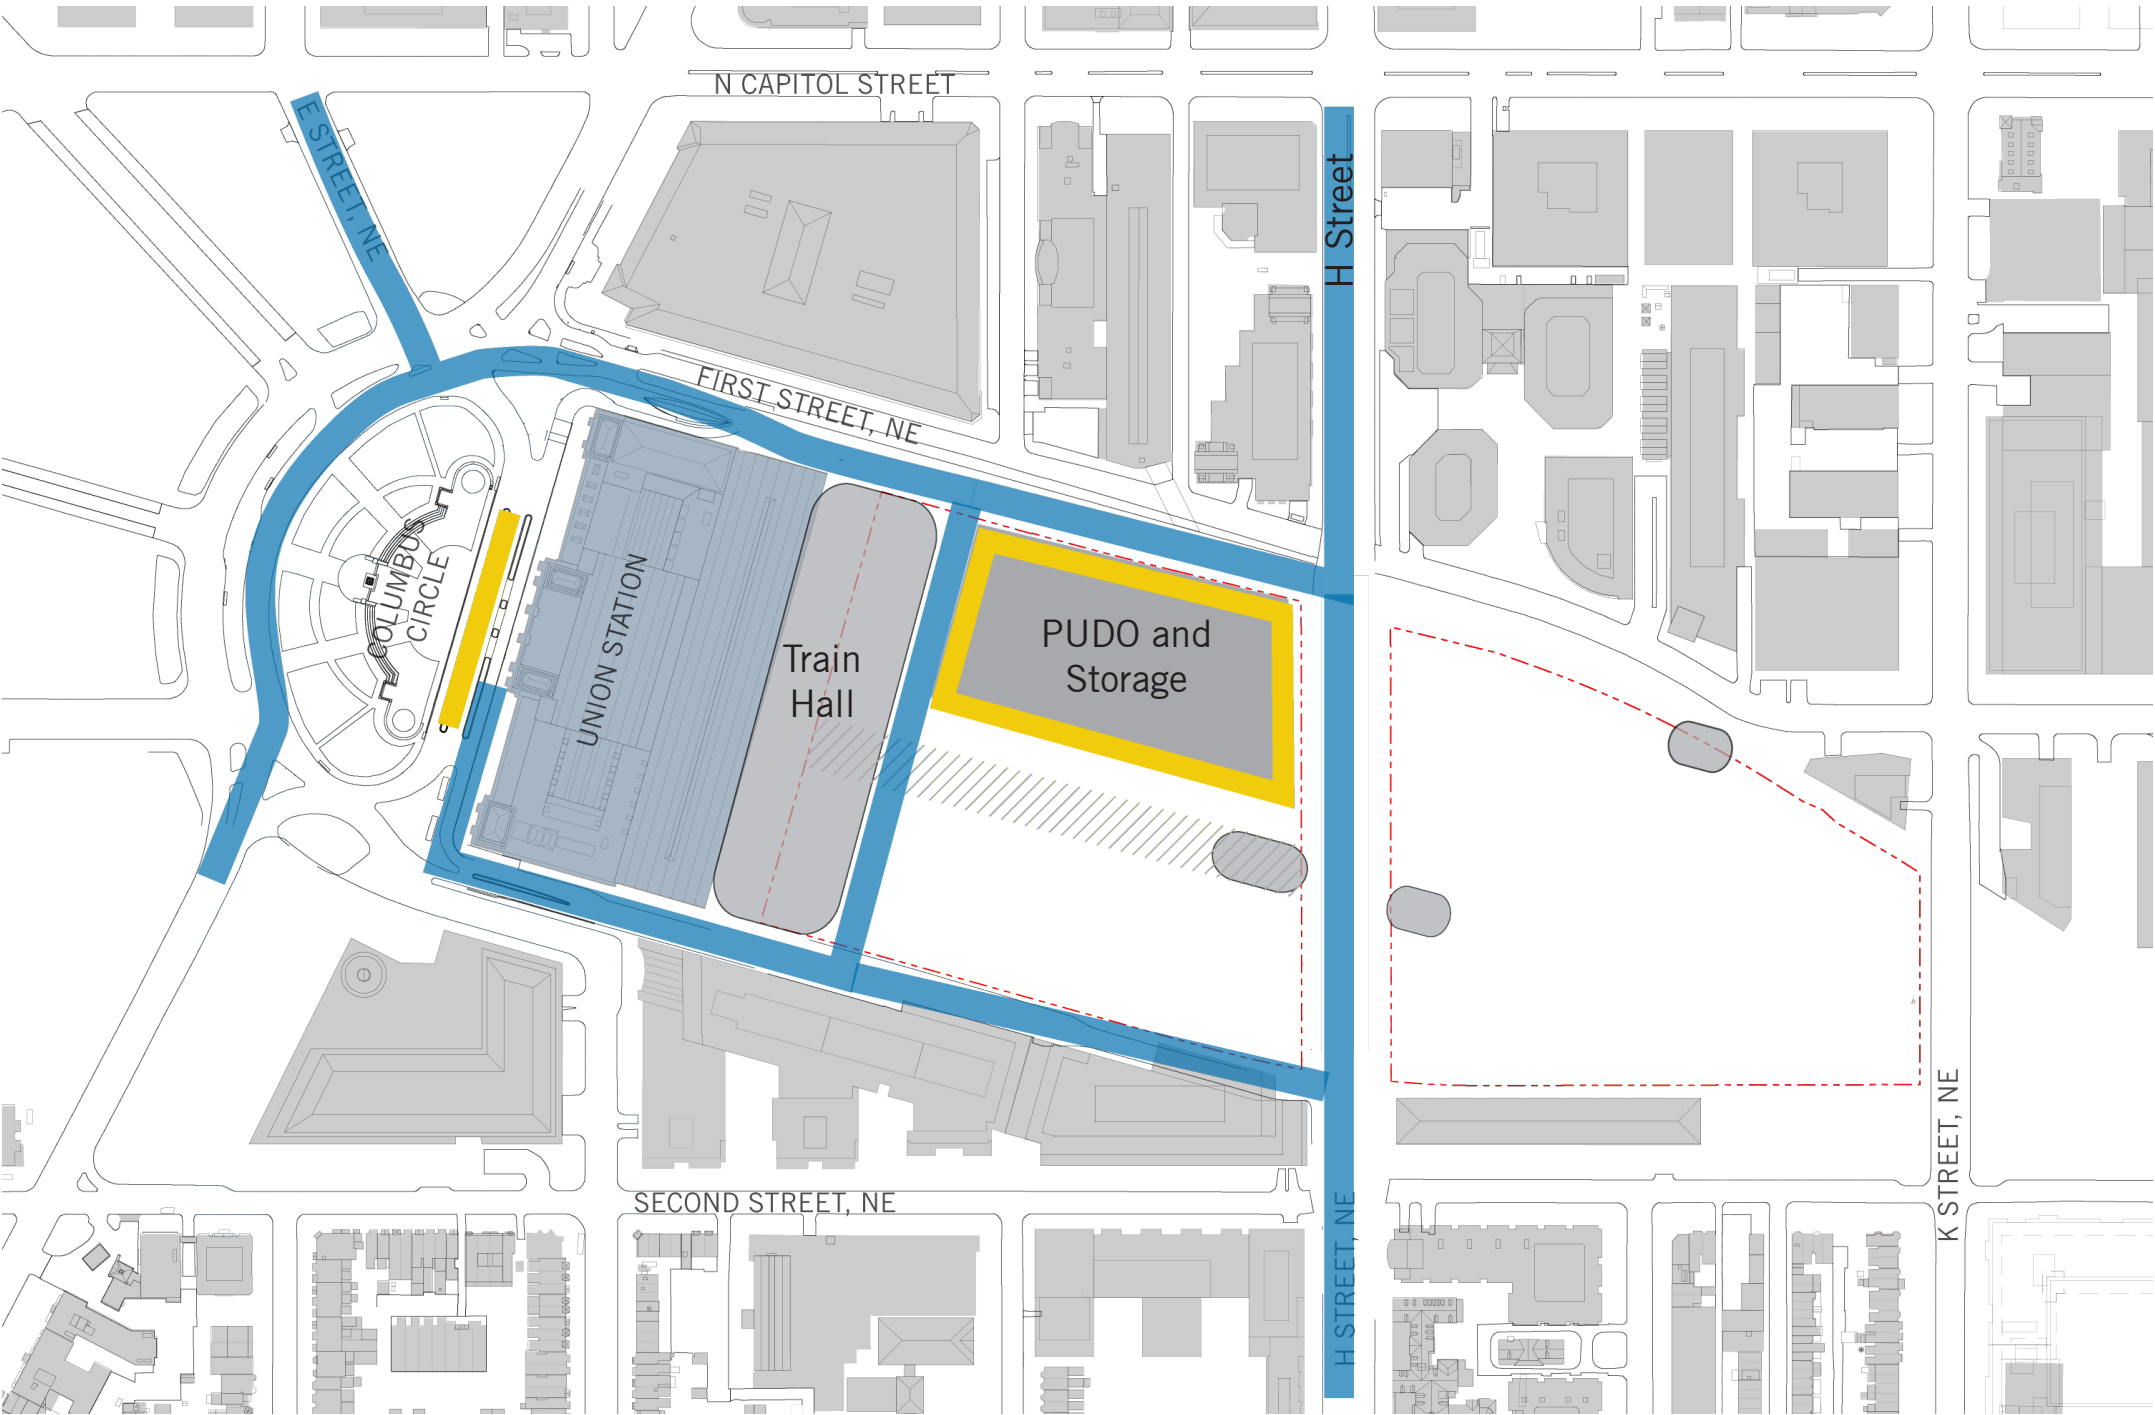 N CAPITOL STREET
E STREET, NE
H Street
FIRST STREET, NE
COLUMBUS
CIRCLE
UNION STATION
Train
Hall
PUDO and
Storage
SECOND STREET, NE
H STREET, NE
K STREET, NE